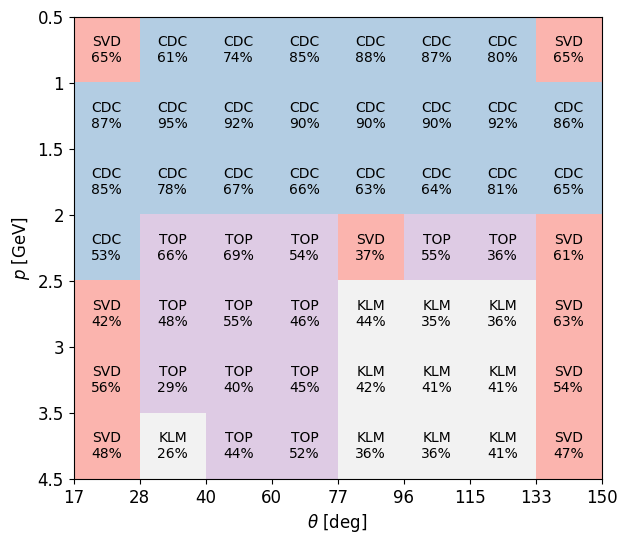 0.5
SVD CDC CDC CDC CDC CDC CDC SVD
65% 61% 74% 85% 88% 87% 80% 65%
1
CDC CDC CDC CDC CDC CDC CDC CDC
87% 95% 92% 90% 90% 90% 92% 86%
1.5
CDC CDC CDC CDC CDC CDC CDC CDC
85% 78% 67% 66% 63% 64% 81% 65%
2
CDC TOP TOP TOP SVD TOP TOP SVD
53% 66% 69% 54% 37% 55% 36% 61%
p [GeV]
2.5
SVD TOP TOP TOP KLM KLM KLM SVD
42% 48% 55% 46% 44% 35% 36% 63%
3
SVD TOP TOP TOP KLM KLM KLM SVD
56% 29% 40% 45% 42% 41% 41% 54%
3.5
SVD KLM TOP TOP KLM KLM KLM SVD
48% 26% 44% 52% 36% 36% 41% 47%
4.5
17 28 40 60 77 96 115 133 150
θ [deg]